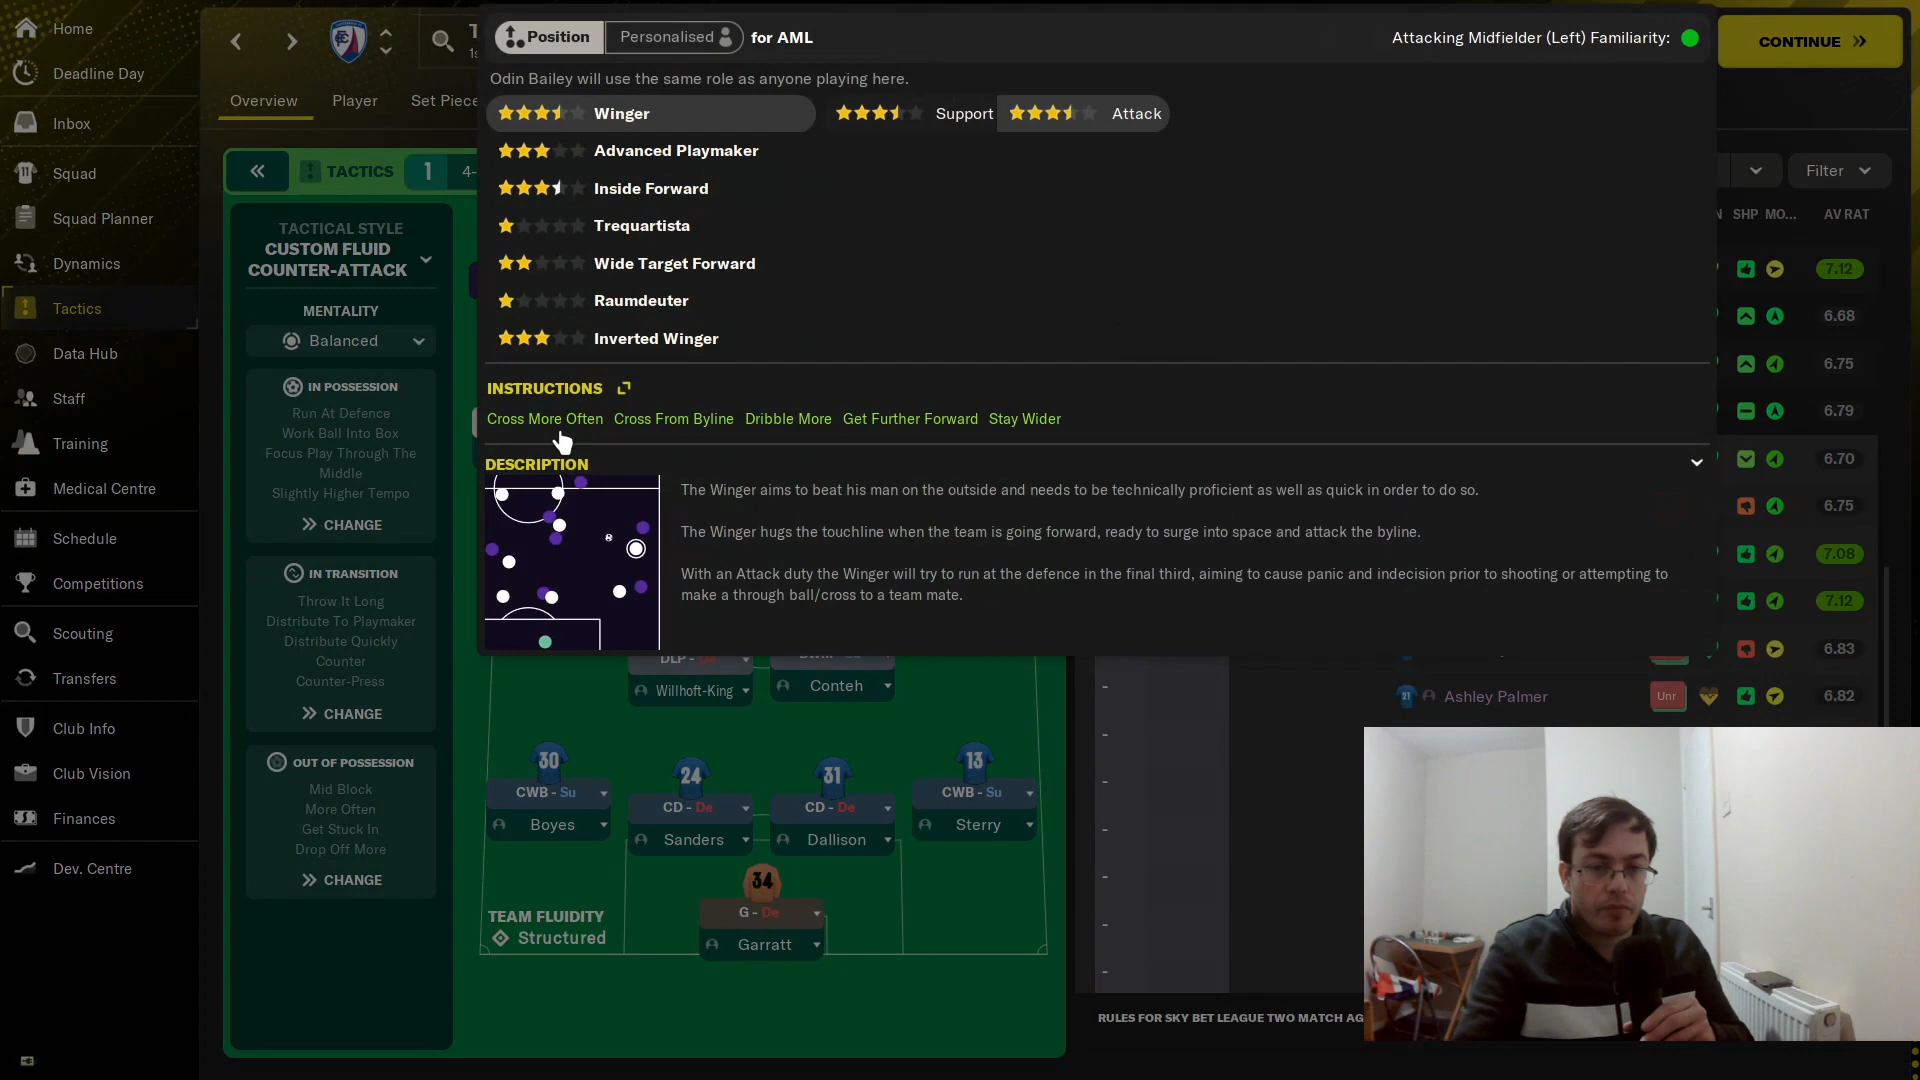 Home
Deadline Day
Inbox
Squad
Squad Planner
Dynamics
Tactics
Data Hub
Staff
Training
Medical Centre
Schedule
Competitions
Scouting
Transfers
Club Info
Club Vision
Finances
Dev. Centre
Overview
Player
Set Piece
Position
Personalised
for AML
Attacking Midfielder (Left) Familiarity:
CONTINUE
Odin Bailey will use the same role as anyone playing here.
Winger
Support
Attack
Advanced Playmaker
Inside Forward
Trequartista
Wide Target Forward
Raumdeuter
Inverted Winger
INSTRUCTIONS
Cross More Often Cross From Byline Dribble More Get Further Forward Stay Wider
DESCRIPTION
The Winger aims to beat his man on the outside and needs to be technically proficient as well as quick in order to do so.
The Winger hugs the touchline when the team is going forward, ready to surge into space and attack the byline.
With an Attack duty the Winger will try to run at the defence in the final third, aiming to cause panic and indecision prior to shooting or attempting to
make a through ball/cross to a team mate.
TACTICS
1
4-
TACTICAL STYLE
CUSTOM FLUID
COUNTER-ATTACK
MENTALITY
Balanced
IN POSSESSION
Run At Defence
Work Ball Into Box
Focus Play Through The
Middle
Slightly Higher Tempo
CHANGE
IN TRANSITION
Throw It Long
Distribute To Playmaker
Distribute Quickly
Counter
Counter-Press
CHANGE
OUT OF POSSESSION
Mid Block
More Often
Get Stuck In
Drop Off More
CHANGE
DLP - De
Willhoft-King
Conteh
30
CWB - Su
Boyes
24
CD - De
Sanders
31
CD - De
Dallison
13
CWB - Su
Sterry
34
G - De
Garratt
TEAM FLUIDITY
Structured
Filter
SHP MO... AV RAT
7.12
6.68
6.75
6.79
6.70
6.75
7.08
7.12
6.83
21 Ashley Palmer Unr 6.82
RULES FOR SKY BET LEAGUE TWO MATCH AG